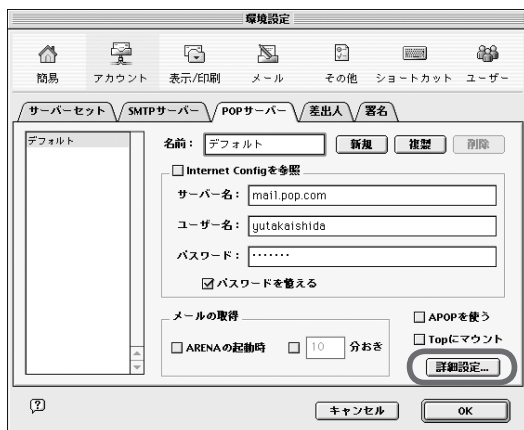 環境設定
簡易 アカウント 表示/印刷 メール その他 ショートカット ユーザー
サーバーセット SMTPサーバー POPサーバー 差出人 署名
デフォルト
名前: デフォルト 新規 複製 削除
Internet Configを参照
サーバー名: mail.pop.com
ユーザー名: yutakaishida
パスワード: ・・・・・・・
パスワードを覚える
メールの取得
ARENAの起動時 10 分おき
APOPを使う
Topにマウント
詳細設定...
? キャンセル OK